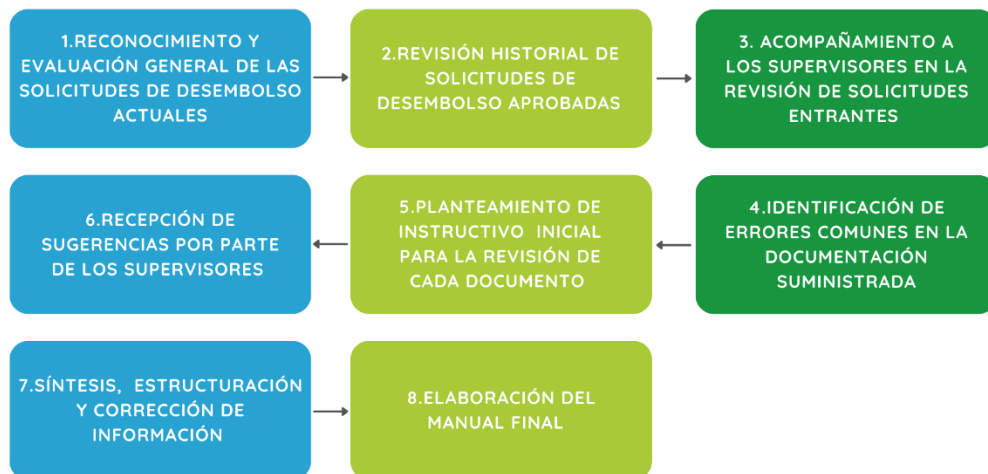 1.RECONOCIMIENTO Y
EVALUACIÓN GENERAL DE LAS
SOLICITUDES DE DESEMBOLSO
ACTUALES
2.REVISIÓN HISTORIAL DE
SOLICITUDES DE
DESEMBOLSO APROBADAS
3. ACOMPAÑAMIENTO A
LOS SUPERVISORES EN LA
REVISIÓN DE SOLICITUDES
ENTRANTES
4.IDENTIFICACIÓN DE
ERRORES COMUNES EN LA
DOCUMENTACIÓN
SUMINISTRADA
5.PLANTEAMIENTO DE
INSTRUCTIVO INICIAL
PARA LA REVISIÓN DE
CADA DOCUMENTO
6.RECEPCIÓN DE
SUGERENCIAS POR PARTE
DE LOS SUPERVISORES
7.SÍNTESIS, ESTRUCTURACIÓN
Y CORRECCIÓN DE
INFORMACIÓN
8.ELABORACIÓN DEL
MANUAL FINAL